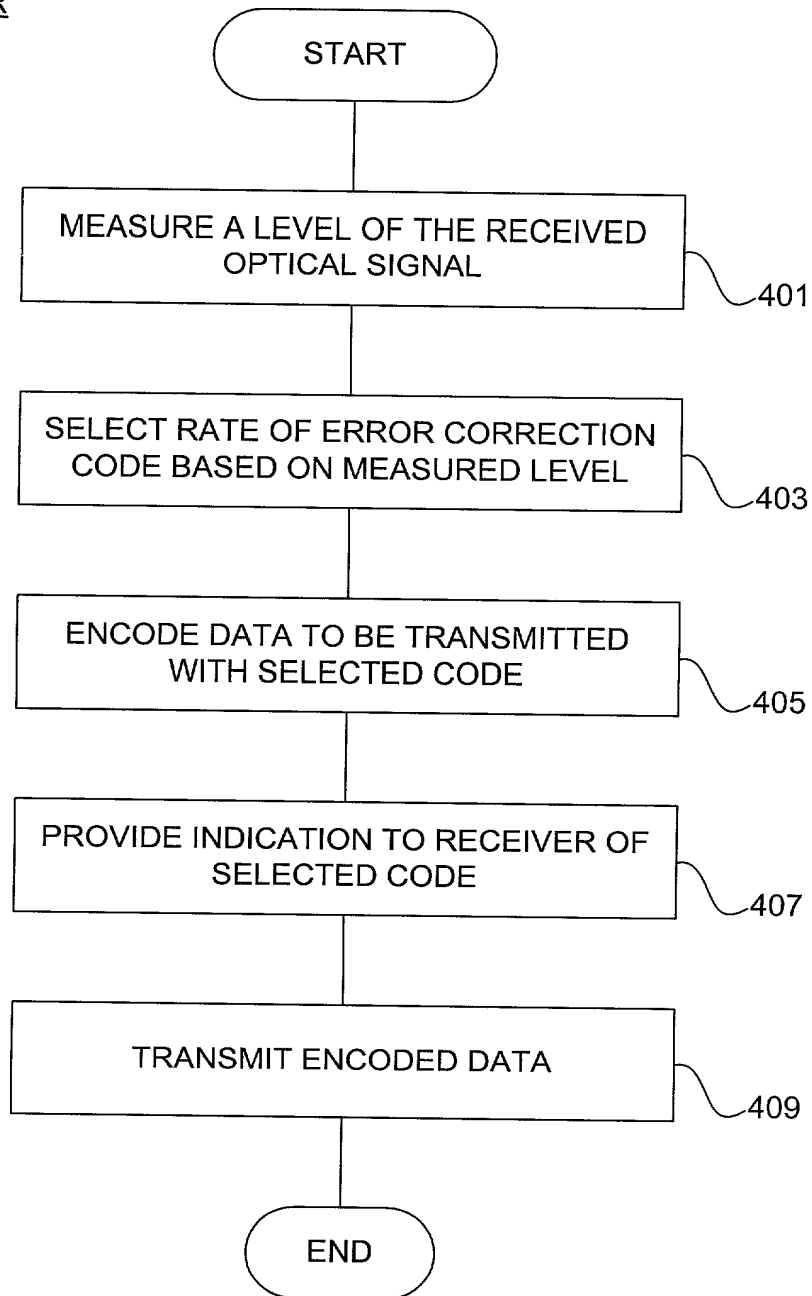 START
MEASURE A LEVEL OF THE RECEIVED
OPTICAL SIGNAL
401
SELECT RATE OF ERROR CORRECTION
CODE BASED ON MEASURED LEVEL
403
ENCODE DATA TO BE TRANSMITTED
WITH SELECTED CODE
405
PROVIDE INDICATION TO RECEIVER OF
SELECTED CODE
407
TRANSMIT ENCODED DATA
409
END